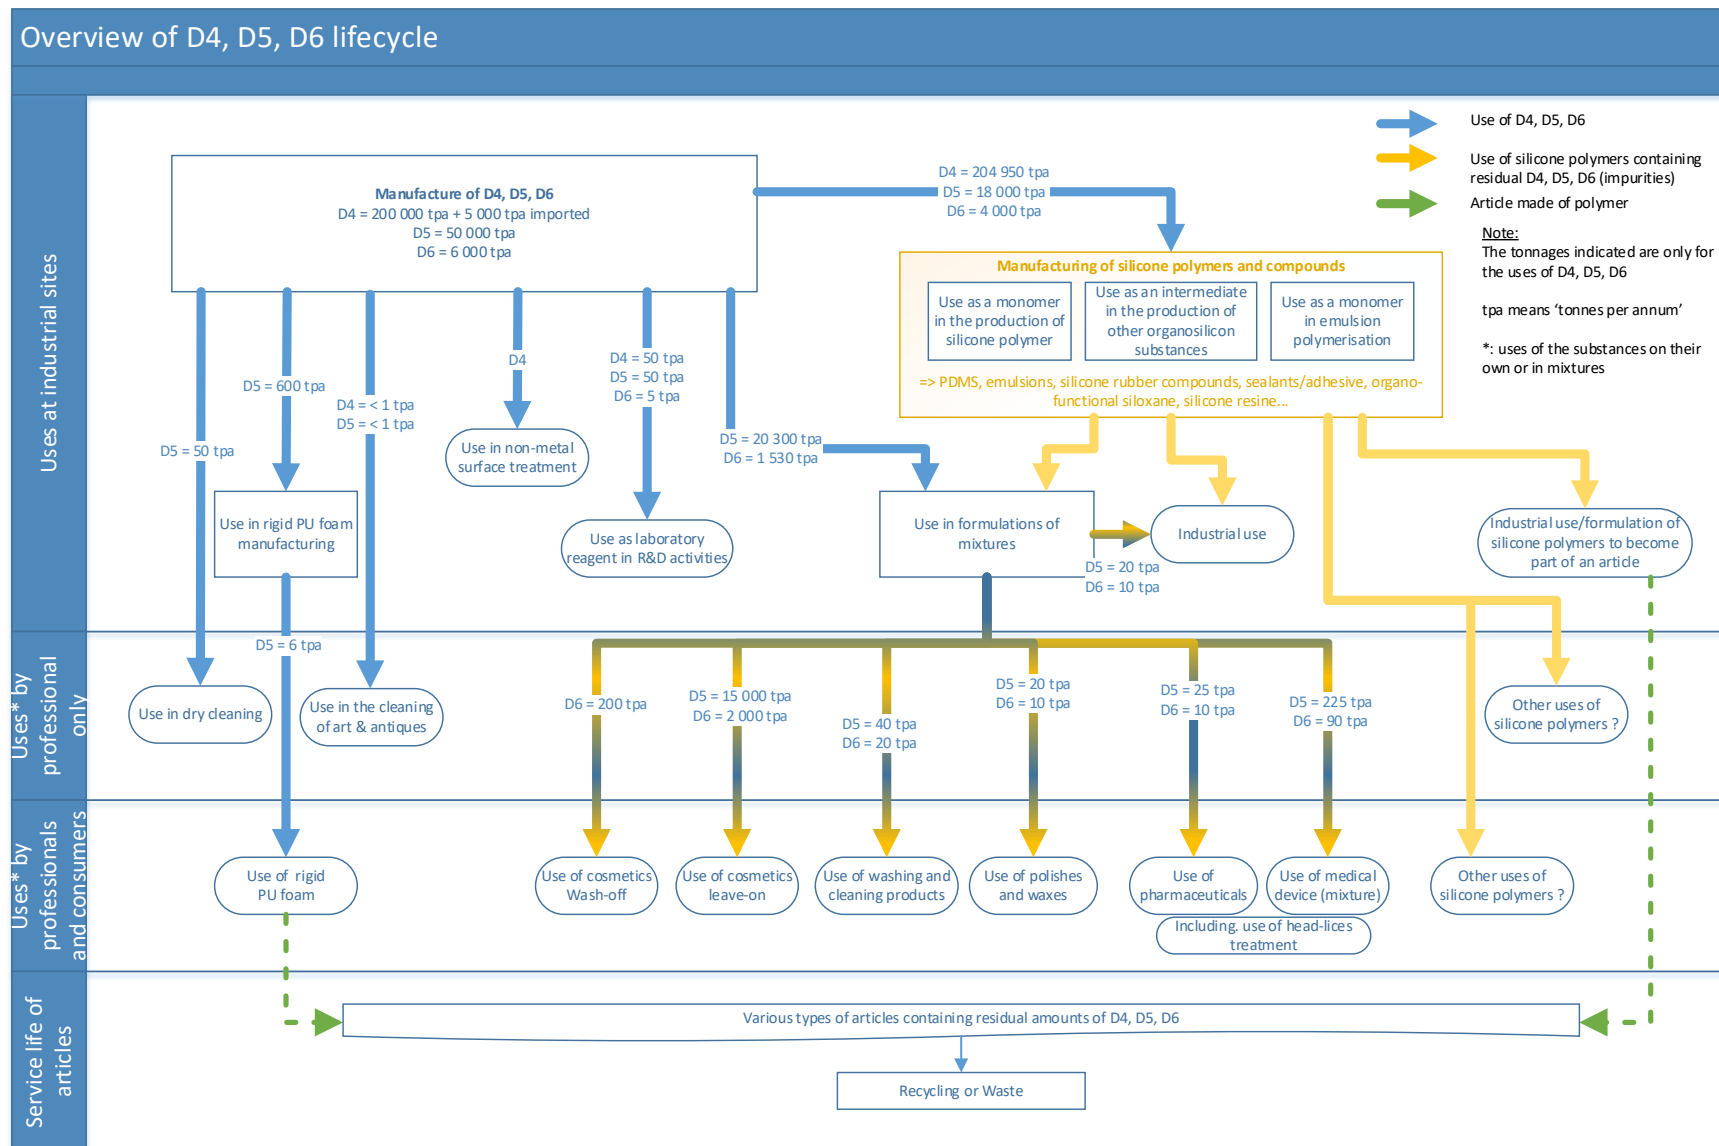 Overview of D4, D5, D6 lifecycle
Uses at industrial sites
Use of D4, D5, D6
Use of silicone polymers containing
residual D4, D5, D6 (impurities)
Article made of polymer
Note:
The tonnages indicated are only for
the uses of D4, D5, D6
tpa means ‘tonnes per annum’
*: uses of the substances on their
own or in mixtures
Manufacture of D4, D5, D6
D4 = 200 000 tpa + 5 000 tpa imported
D5 = 50 000 tpa
D6 = 6 000 tpa
D4 = 204 950 tpa
D5 = 18 000 tpa
D6 = 4 000 tpa
Manufacturing of silicone polymers and compounds
Use as a monomer
in the production of
silicone polymer
Use as an intermediate
in the production of
other organosilicon
substances
Use as a monomer
in emulsion
polymerisation
=> PDMS, emulsions, silicone rubber compounds, sealants/adhesive, organo-
functional siloxane, silicone resine...
D5 = 50 tpa
D5 = 600 tpa
D4 = < 1 tpa
D5 = < 1 tpa
D4
D4 = 50 tpa
D5 = 50 tpa
D6 = 5 tpa
D5 = 20 300 tpa
D6 = 1 530 tpa
Use in non-metal
surface treatment
Use in rigid PU foam
manufacturing
Use as laboratory
reagent in R&D activities
Use in formulations of
mixtures
D5 = 20 tpa
D6 = 10 tpa
Industrial use
Industrial use/formulation of
silicone polymers to become
part of an article
Uses* by
professional
only
D5 = 6 tpa
Use in dry cleaning
Use in the cleaning
of art & antiques
D6 = 200 tpa
D5 = 15 000 tpa
D6 = 2 000 tpa
D5 = 40 tpa
D6 = 20 tpa
D5 = 20 tpa
D6 = 10 tpa
D5 = 25 tpa
D6 = 10 tpa
D5 = 225 tpa
D6 = 90 tpa
Other uses of
silicone polymers ?
Uses* by
professionals
and consumers
Use of rigid
PU foam
Use of cosmetics
Wash-off
Use of cosmetics
leave-on
Use of washing and
cleaning products
Use of polishes
and waxes
Use of
pharmaceuticals
Use of medical
device (mixture)
Including. use of head-lices
treatment
Other uses of
silicone polymers ?
Service life of
articles
Various types of articles containing residual amounts of D4, D5, D6
Recycling or Waste